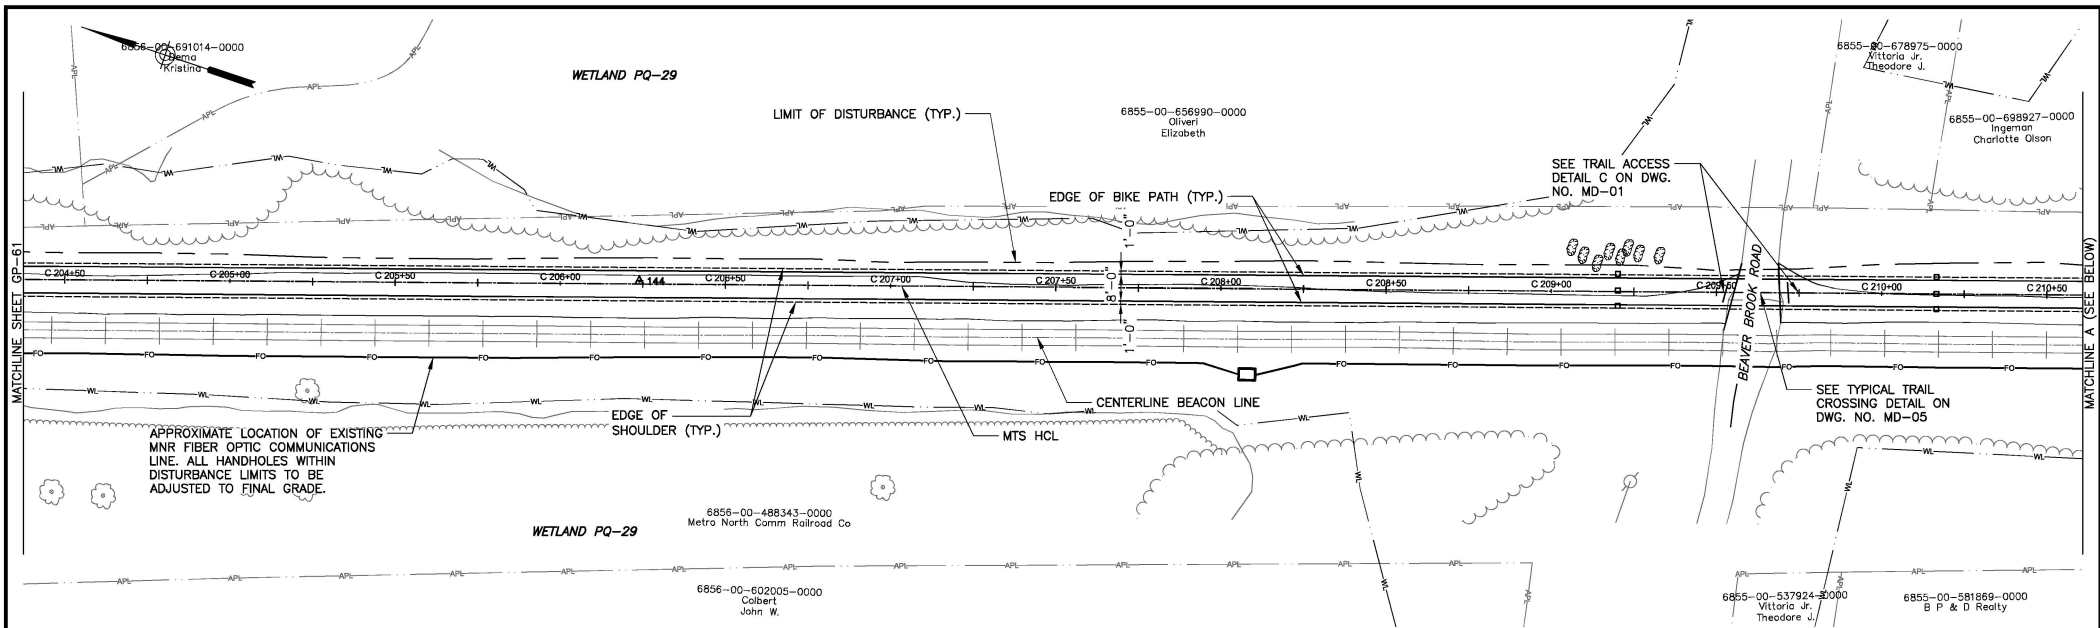 6856-00-691014-0000
Dema
Kristina
WETLAND PQ-29
LIMIT OF DISTURBANCE (TYP.)
6855-00-656990-0000
Oliveri
Elizabeth
EDGE OF BIKE PATH (TYP.)
SEE TRAIL ACCESS
DETAIL C ON DWG.
NO. MD-01
6855-00-678975-0000
Vittoria Jr.
Theodore J.
6855-00-698927-0000
Ingeman
Charlotte Olson
MATCHLINE SHEET GP-61
C 204+50
C 205+00
C 205+50
C 206+00
144
C 206+50
C 207+00
C 207+50
C 208+00
C 208+50
C 209+00
C 209+50
C 210+00
C 210+50
1'-0"
8'-0"
1'-0"
BEAVER BROOK ROAD
MATCHLINE A (SEE BELOW)
APPROXIMATE LOCATION OF EXISTING
MNR FIBER OPTIC COMMUNICATIONS
LINE. ALL HANDHOLES WITHIN
DISTURBANCE LIMITS TO BE
ADJUSTED TO FINAL GRADE.
EDGE OF
SHOULDER (TYP.)
MTS HCL
CENTERLINE BEACON LINE
SEE TYPICAL TRAIL
CROSSING DETAIL ON
DWG. NO. MD-05
6856-00-488343-0000
Metro North Comm Railroad Co
WETLAND PQ-29
6856-00-602005-0000
Colbert
John W.
6855-00-537924-0000
Vittoria Jr.
Theodore J.
6855-00-581869-0000
B P & D Realty